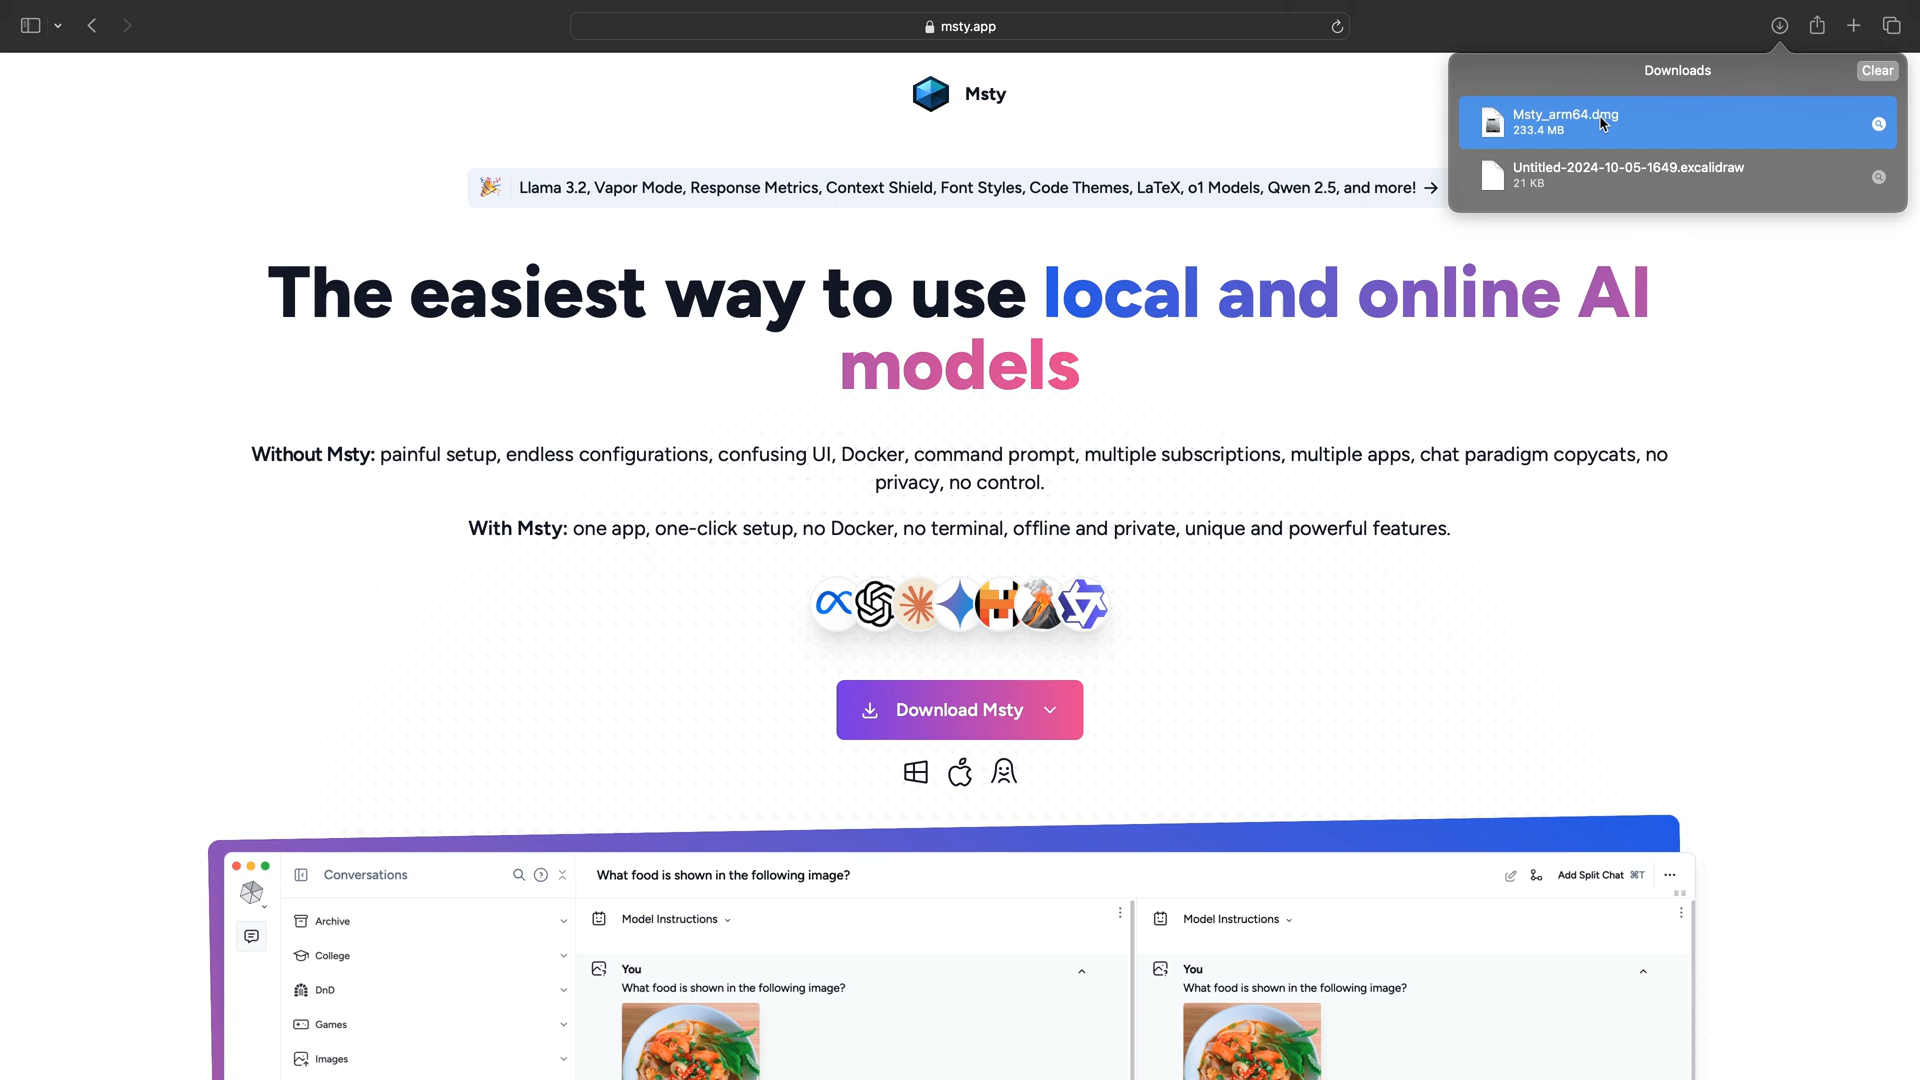 msty.app
Downloads
Clear
Msty_arm64.dmg
233.4 MB
Untitled-2024-10-05-1649.excalidraw
21 KB
Msty
Llama 3.2, Vapor Mode, Response Metrics, Context Shield, Font Styles, Code Themes, LaTeX, o1 Models, Qwen 2.5, and more! →
The easiest way to use local and online AI
models
Without Msty: painful setup, endless configurations, confusing UI, Docker, command prompt, multiple subscriptions, multiple apps, chat paradigm copycats, no
privacy, no control.
With Msty: one app, one-click setup, no Docker, no terminal, offline and private, unique and powerful features.
Download Msty
Conversations
What food is shown in the following image?
Add Split Chat ⌘T
Archive
Model Instructions
Model Instructions
College
You
You
What food is shown in the following image?
What food is shown in the following image?
DnD
Games
Images